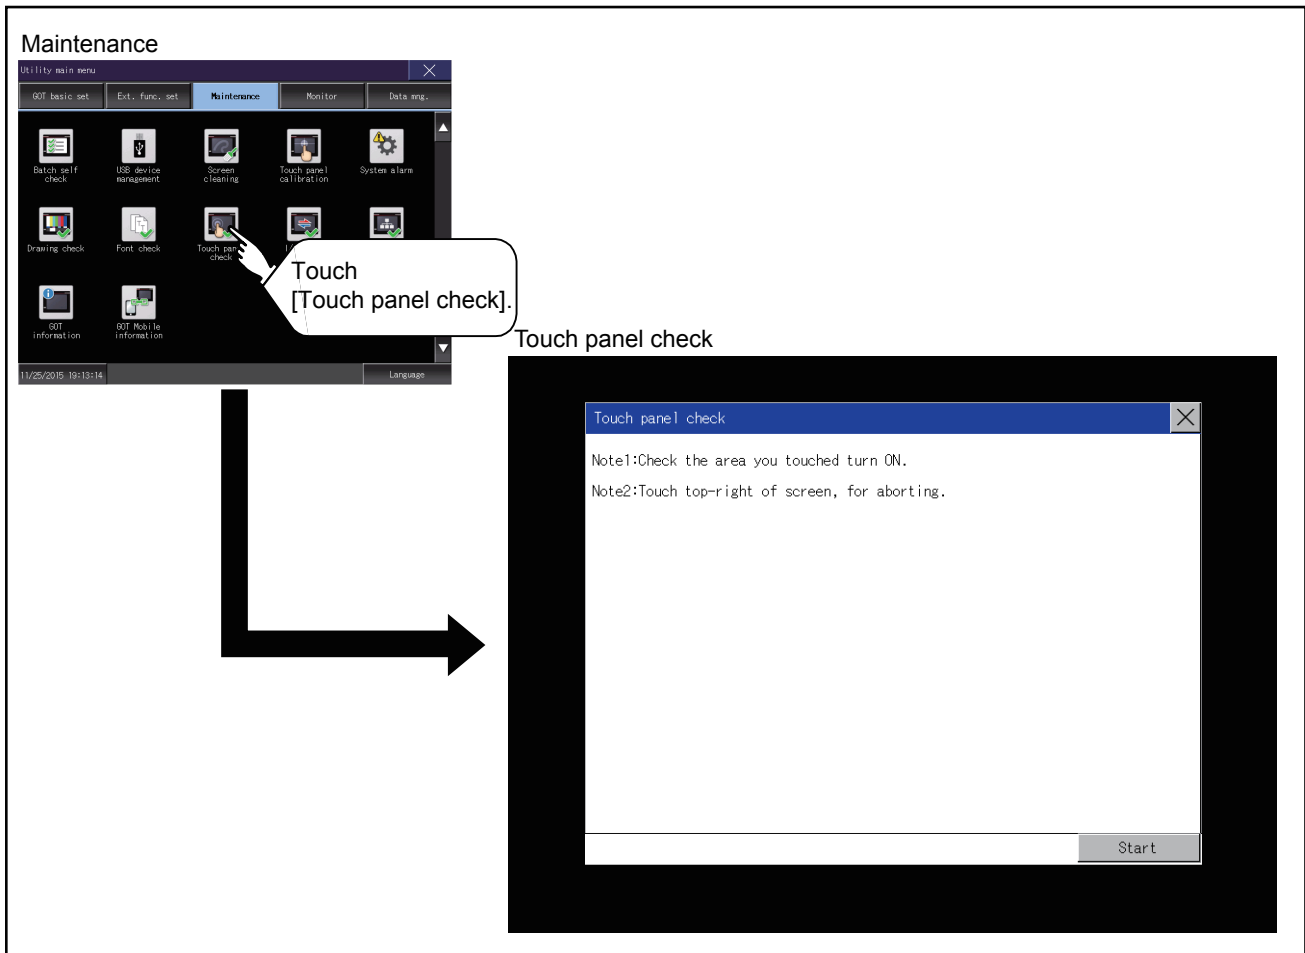 Maintenance
Utility main menu
GOT basic set Ext. func. set Maintenance Monitor Data mng.
Batch self check
USB device management
Screen cleaning
Touch panel calibration
System alarm
Drawing check
Font check
Touch check
GOT information
GOT Mobile information
Touch
[Touch panel check].
11/25/2015 19:13:14 Language
Touch panel check
Touch panel check
Note1:Check the area you touched turn ON.
Note2:Touch top-right of screen, for aborting.
Start